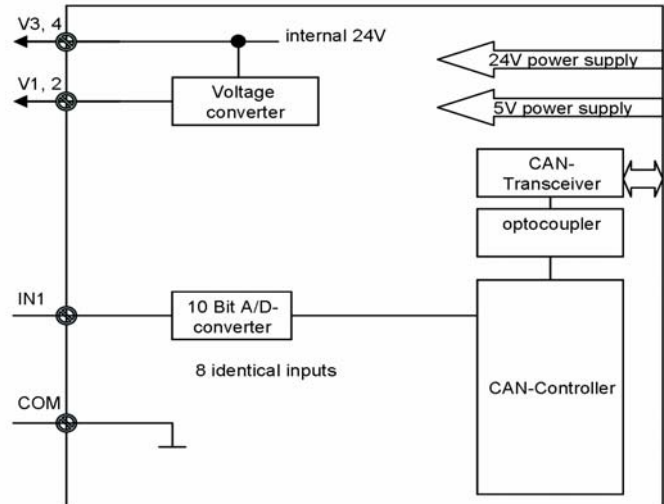 V3, 4
internal 24V
24V power supply
V1, 2
Voltage
converter
5V power supply
CAN-
Transceiver
optocoupler
IN1
10 Bit A/D-
converter
8 identical inputs
CAN-Controller
COM